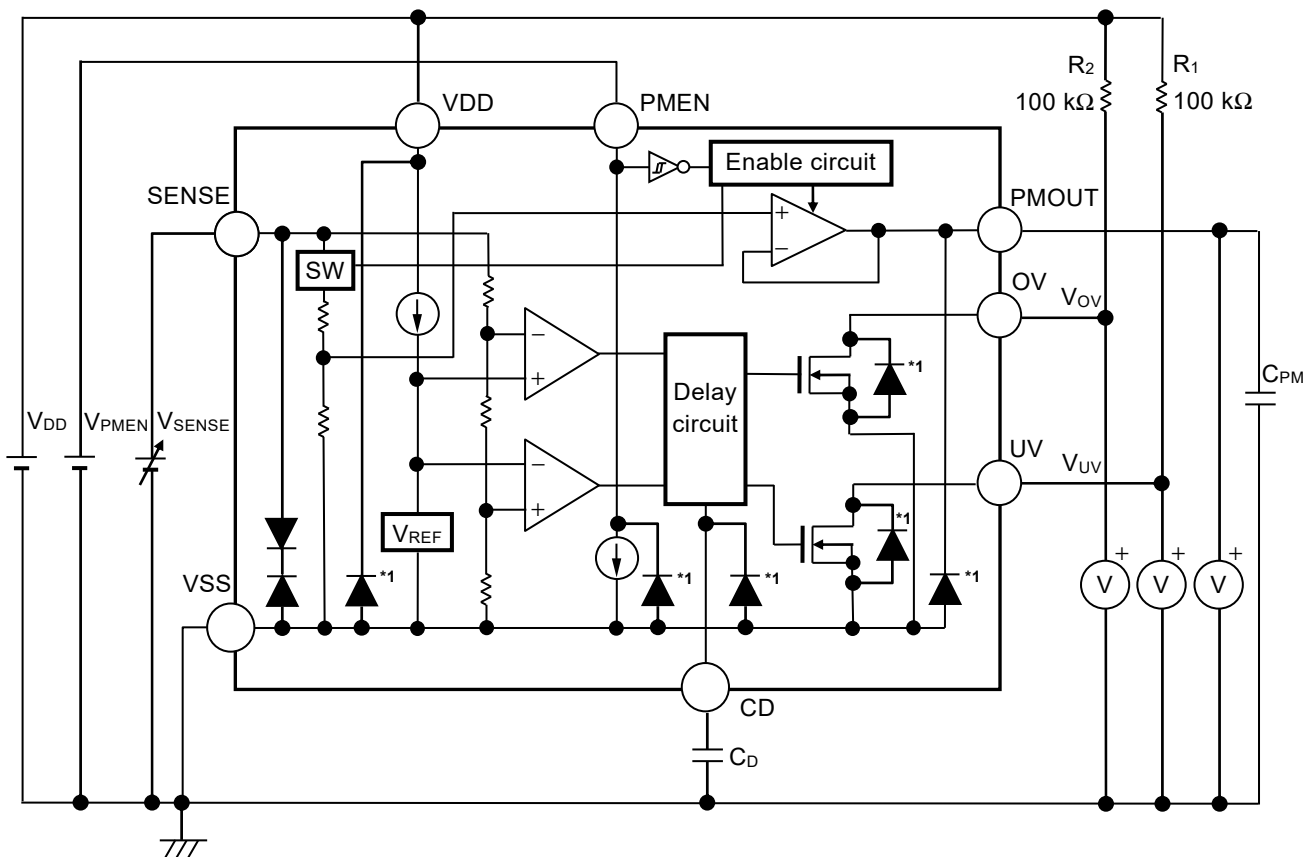 R2
100 kΩ
R1
100 kΩ
VDD
PMEN
Enable circuit
SENSE
PMOUT
+
−
SW
OV
VOV
−
+
*1
Delay
circuit
CPM
VDD
VPMEN
VSENSE
UV
VUV
−
+
*1
VREF
VSS
*1
*1
*1
*1
+
+
+
V
V
V
CD
CD